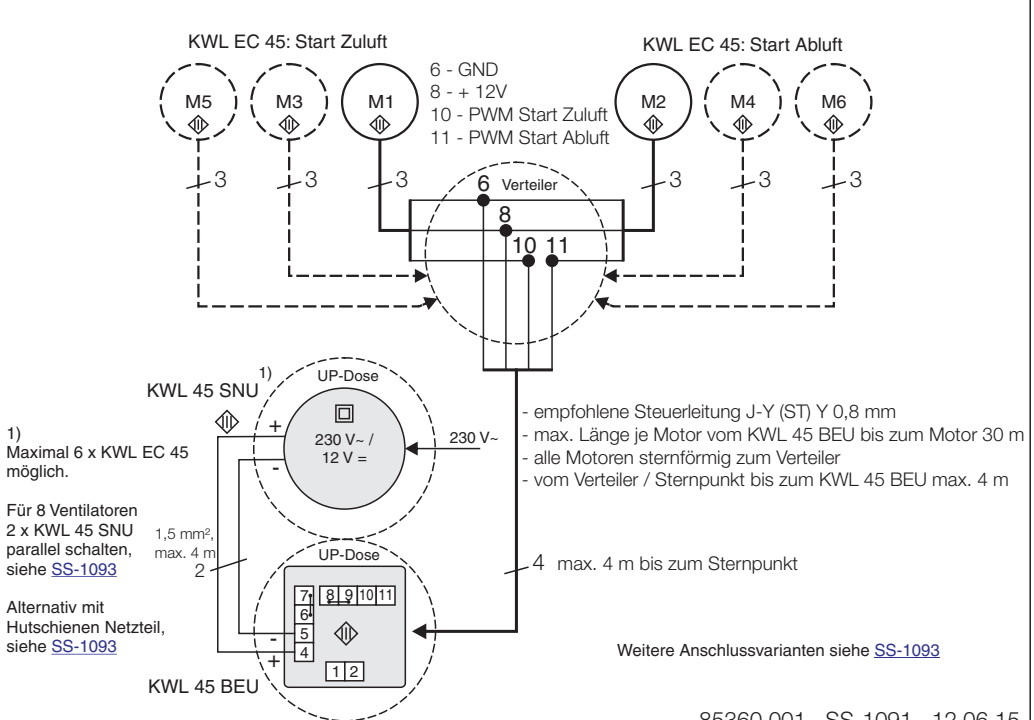 KWL EC 45: Start Zuluft
KWL EC 45: Start Abluft
6 - GND
8 - + 12V
10 - PWM Start Zuluft
11 - PWM Start Abluft
M5
M3
M1
M2
M4
M6
3
3
3
3
3
3
6
Verteiler
8
10
11
KWL 45 SNU
1)
UP-Dose
230 V~ /
12 V =
230 V~
+
-
1)
Maximal 6 x KWL EC 45
möglich.
Für 8 Ventilatoren
2 x KWL 45 SNU
parallel schalten,
siehe SS-1093
Alternativ mit
Hutschienen Netzteil,
siehe SS-1093
1,5 mm²,
max. 4 m
2
- empfohlene Steuerleitung J-Y (ST) Y 0,8 mm
- max. Länge je Motor vom KWL 45 BEU bis zum Motor 30 m
- alle Motoren sternförmig zum Verteiler
- vom Verteiler / Sternpunkt bis zum KWL 45 BEU max. 4 m
4 max. 4 m bis zum Sternpunkt
UP-Dose
7
8 9 10 11
6
5
4
-
+
1 2
KWL 45 BEU
Weitere Anschlussvarianten siehe SS-1093
85360 001 SS-1091 12.06.15